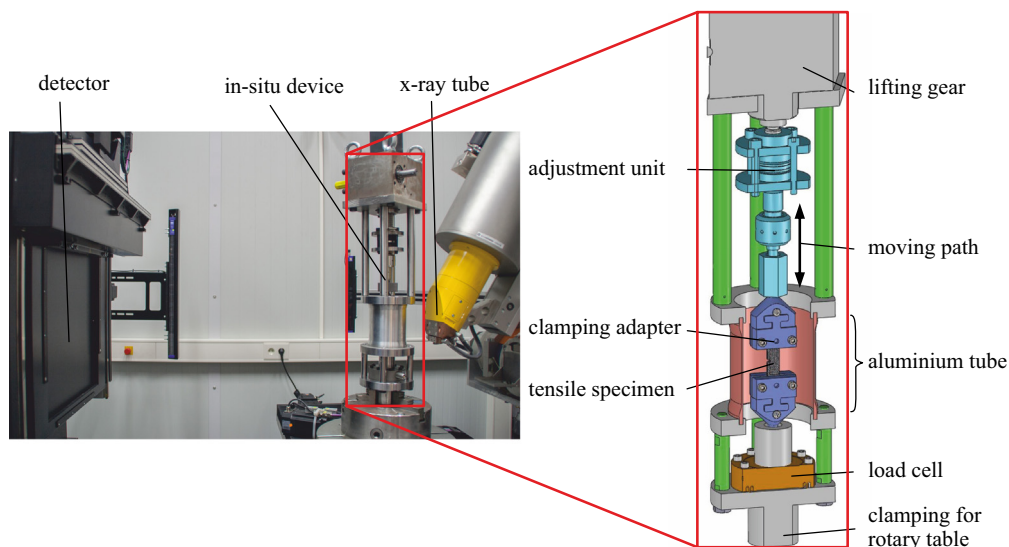 detector
in-situ device
x-ray tube
lifting gear
adjustment unit
moving path
clamping adapter
aluminium tube
tensile specimen
load cell
clamping for
rotary table